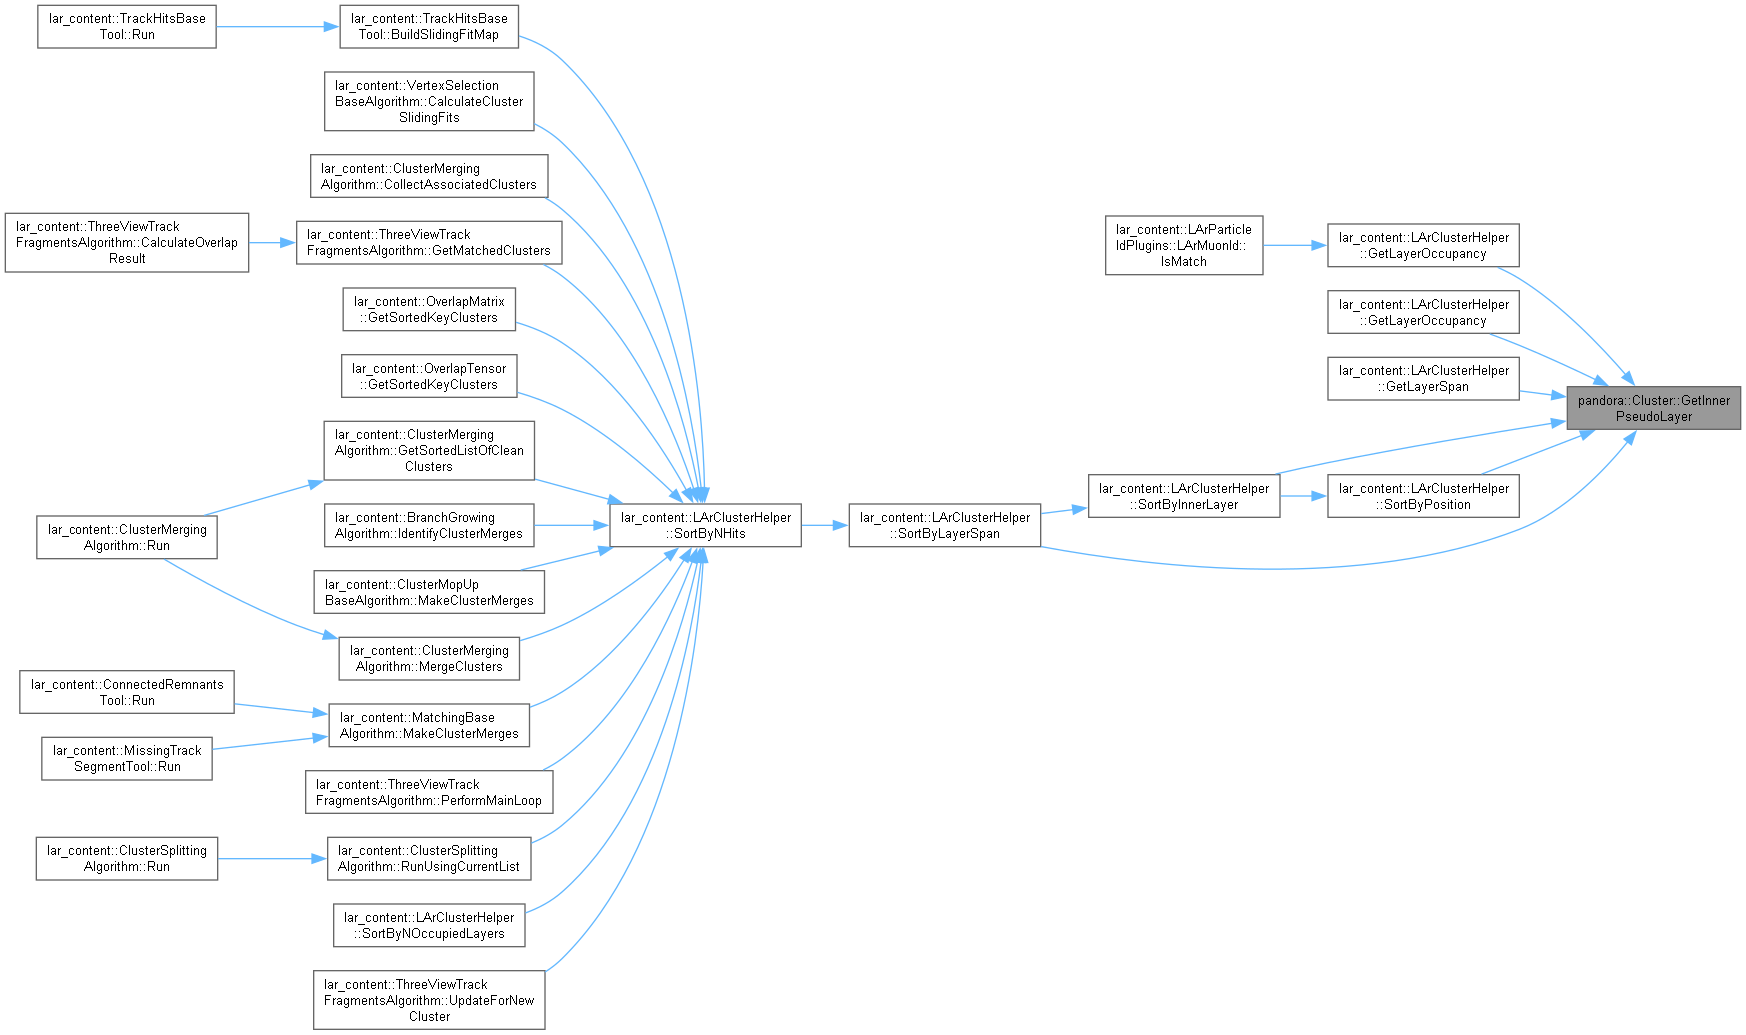 lar_content::TrackHitsBase
Tool::Run
lar_content::TrackHitsBase
Tool::BuildSlidingFitMap
lar_content::VertexSelection
BaseAlgorithm::CalculateCluster
SlidingFits
lar_content::ClusterMerging
Algorithm::CollectAssociatedClusters
lar_content::ThreeViewTrack
FragmentsAlgorithm::CalculateOverlap
Result
lar_content::ThreeViewTrack
FragmentsAlgorithm::GetMatchedClusters
lar_content::OverlapMatrix
::GetSortedKeyClusters
lar_content::OverlapTensor
::GetSortedKeyClusters
lar_content::ClusterMerging
Algorithm::GetSortedListOfClean
Clusters
lar_content::ClusterMerging
Algorithm::Run
lar_content::BranchGrowing
Algorithm::IdentifyClusterMerges
lar_content::ClusterMopUp
BaseAlgorithm::MakeClusterMerges
lar_content::ClusterMerging
Algorithm::MergeClusters
lar_content::ConnectedRemnants
Tool::Run
lar_content::MatchingBase
Algorithm::MakeClusterMerges
lar_content::MissingTrack
SegmentTool::Run
lar_content::ThreeViewTrack
FragmentsAlgorithm::PerformMainLoop
lar_content::ClusterSplitting
Algorithm::Run
lar_content::ClusterSplitting
Algorithm::RunUsingCurrentList
lar_content::LArClusterHelper
::SortByNOccupiedLayers
lar_content::ThreeViewTrack
FragmentsAlgorithm::UpdateForNew
Cluster
lar_content::LArClusterHelper
::SortByNHits
lar_content::LArClusterHelper
::SortByLayerSpan
lar_content::LArParticle
IdPlugins::LArMuonId::
IsMatch
lar_content::LArClusterHelper
::GetLayerOccupancy
lar_content::LArClusterHelper
::GetLayerOccupancy
lar_content::LArClusterHelper
::GetLayerSpan
lar_content::LArClusterHelper
::SortByInnerLayer
lar_content::LArClusterHelper
::SortByPosition
pandora::Cluster::GetInner
PseudoLayer